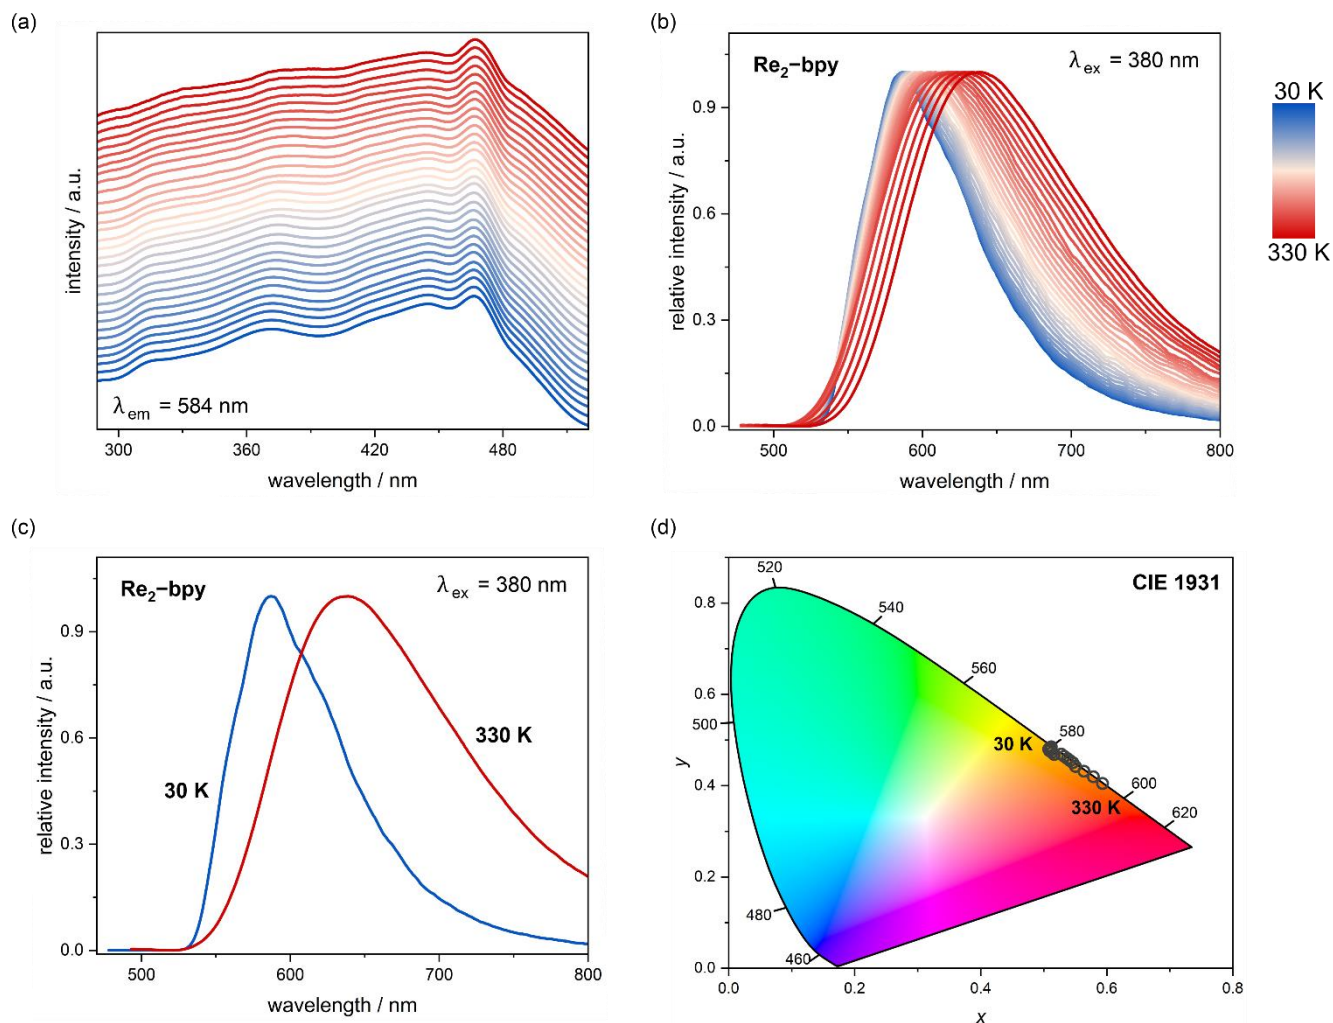 (a)
intensity / a.u.
λem = 584 nm
300
360
420
480
wavelength / nm
(b)
Re₂−bpy
λex = 380 nm
relative intensity / a.u.
0.9
0.6
0.3
0.0
500
600
700
800
wavelength / nm
30 K
330 K
(c)
Re₂−bpy
λex = 380 nm
relative intensity / a.u.
0.9
0.6
0.3
0.0
30 K
330 K
500
600
700
800
wavelength / nm
(d)
CIE 1931
y
0.8
0.6
0.4
0.2
0.0
520
540
560
500
580
30 K
600
330 K
620
480
460
0.0
0.2
0.4
0.6
0.8
x